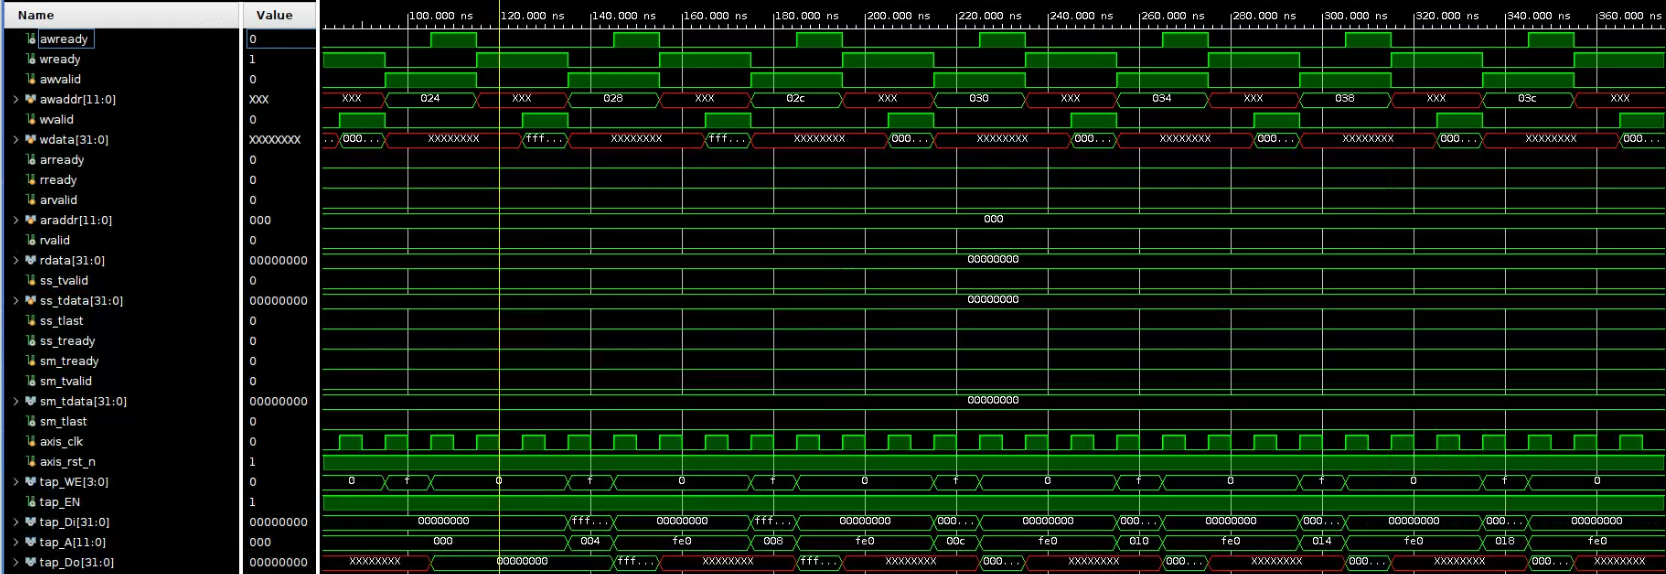 Name Value 100.000 ns 120.000 ns 140.000 ns 160.000 ns 180.000 ns 200.000 ns 220.000 ns 240.000 ns 260.000 ns 280.000 ns 300.000 ns 320.000 ns 340.000 ns 360.000 ns
awready 0
wready 1
awvalid 0
awaddr[11:0] XXX XXX 024 XXX 028 XXX 02c XXX 030 XXX 034 XXX 038 XXX 03c XXX
wvalid 0
wdata[31:0] XXXXXXXX .. 000... XXXXXXXX fff... XXXXXXXX fff... XXXXXXXX 000... XXXXXXXX 000... XXXXXXXX 000... XXXXXXXX 000... XXXXXXXX 000...
arready 0
rready 0
arvalid 0
araddr[11:0] 000 000
rvalid 0
rdata[31:0] 00000000 00000000
ss_tvalid 0
ss_tdata[31:0] 00000000 00000000
ss_tlast 0
ss_tready 0
sm_tready 0
sm_tvalid 0
sm_tdata[31:0] 00000000 00000000
sm_tlast 0
axis_clk 0
axis_rst_n 1
tap_WE[3:0] 0 0 f 0 f 0 f 0 f 0 f 0 f 0 f 0
tap_EN 1
tap_Di[31:0] 00000000 00000000 fff... 00000000 fff... 00000000 000... 00000000 000... 00000000 000... 00000000 000... 00000000
tap_A[11:0] 000 000 004 fe0 008 fe0 00c fe0 010 fe0 014 fe0 018 fe0
tap_Do[31:0] 00000000 XXXXXXXX 00000000 fff... XXXXXXXX fff... XXXXXXXX 000... XXXXXXXX 000... XXXXXXXX 000... XXXXXXXX 000... XXXXXXXX